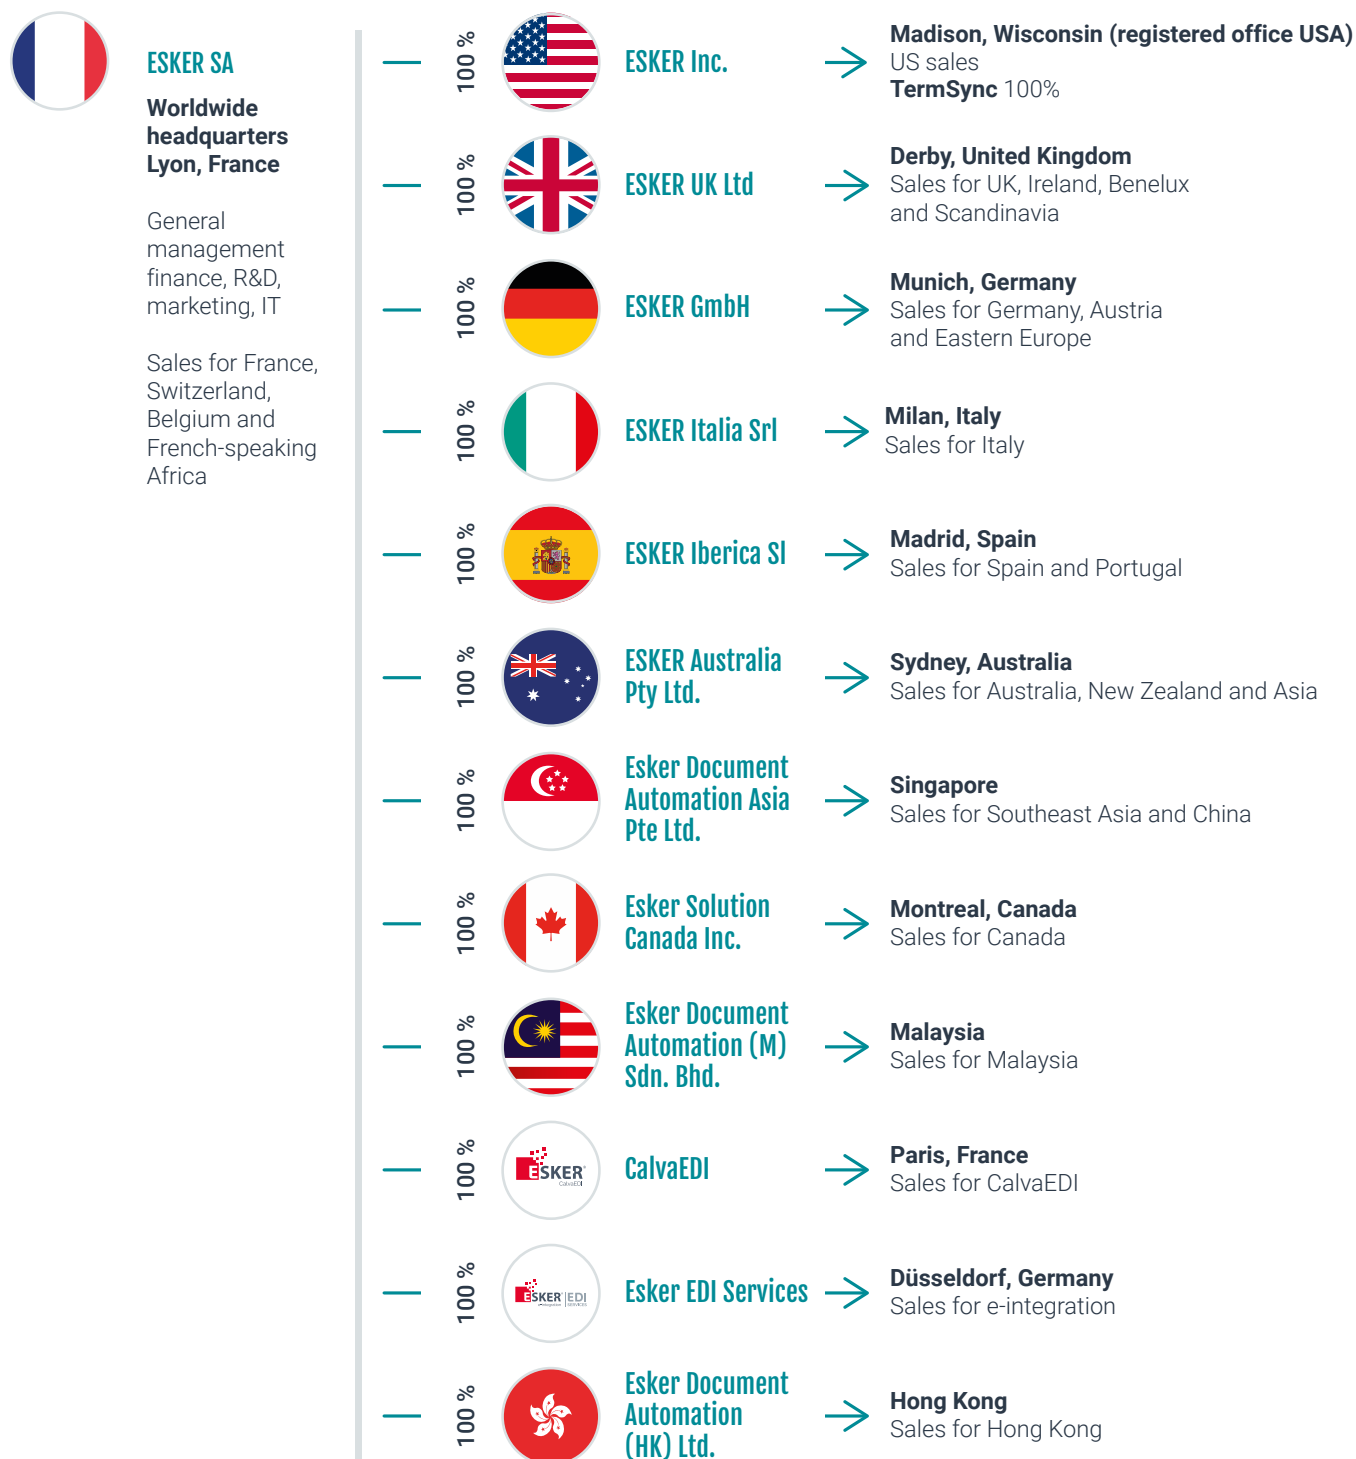 ESKER SA
Worldwide
headquarters
Lyon, France
General
management
finance, R&D,
marketing, IT
Sales for France,
Switzerland,
Belgium and
French-speaking
Africa
100 %
ESKER Inc.
Madison, Wisconsin (registered office USA)
US sales
TermSync 100%
100 %
ESKER UK Ltd
Derby, United Kingdom
Sales for UK, Ireland, Benelux
and Scandinavia
100 %
ESKER GmbH
Munich, Germany
Sales for Germany, Austria
and Eastern Europe
100 %
ESKER Italia Srl
Milan, Italy
Sales for Italy
100 %
ESKER Iberica Sl
Madrid, Spain
Sales for Spain and Portugal
100 %
ESKER Australia
Pty Ltd.
Sydney, Australia
Sales for Australia, New Zealand and Asia
100 %
Esker Document
Automation Asia
Pte Ltd.
Singapore
Sales for Southeast Asia and China
100 %
Esker Solution
Canada Inc.
Montreal, Canada
Sales for Canada
100 %
Esker Document
Automation (M)
Sdn. Bhd.
Malaysia
Sales for Malaysia
100 %
ESKER
CalvaEDI
CalvaEDI
Paris, France
Sales for CalvaEDI
100 %
ESKER EDI
e-integration SERVICES
Esker EDI Services
Düsseldorf, Germany
Sales for e-integration
100 %
Esker Document
Automation
(HK) Ltd.
Hong Kong
Sales for Hong Kong